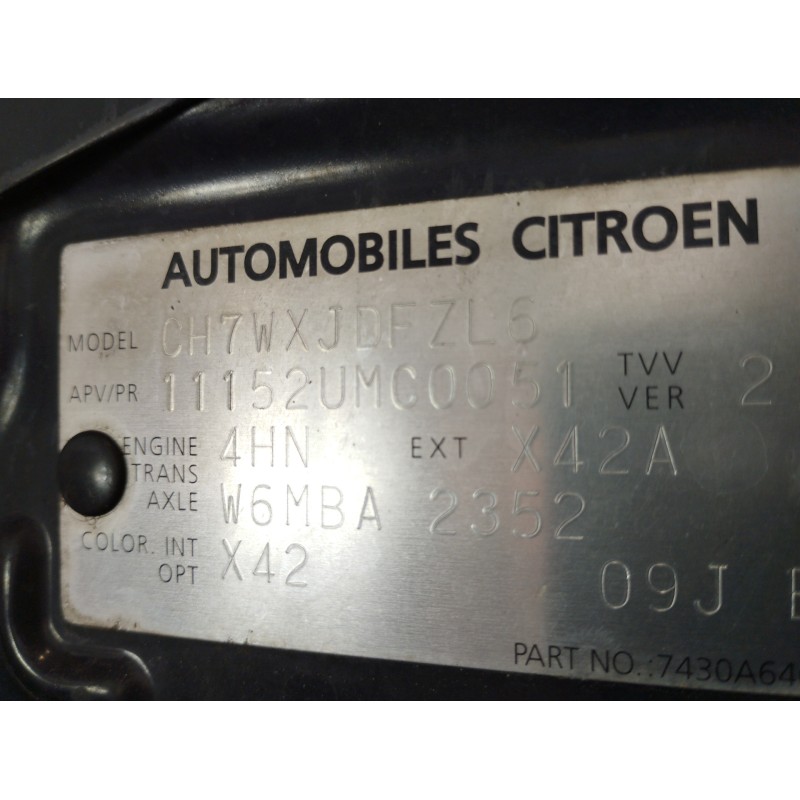 AUTOMOBILES CITROEN
MODEL CH7WXJDFZL6
APV/PR 11152UMC0051 TVV VER 2
ENGINE 4HN EXT X42A
TRANS AXLE W6MBA 2352
COLOR. INT X42
OPT 09J
PART NO.:7430A64